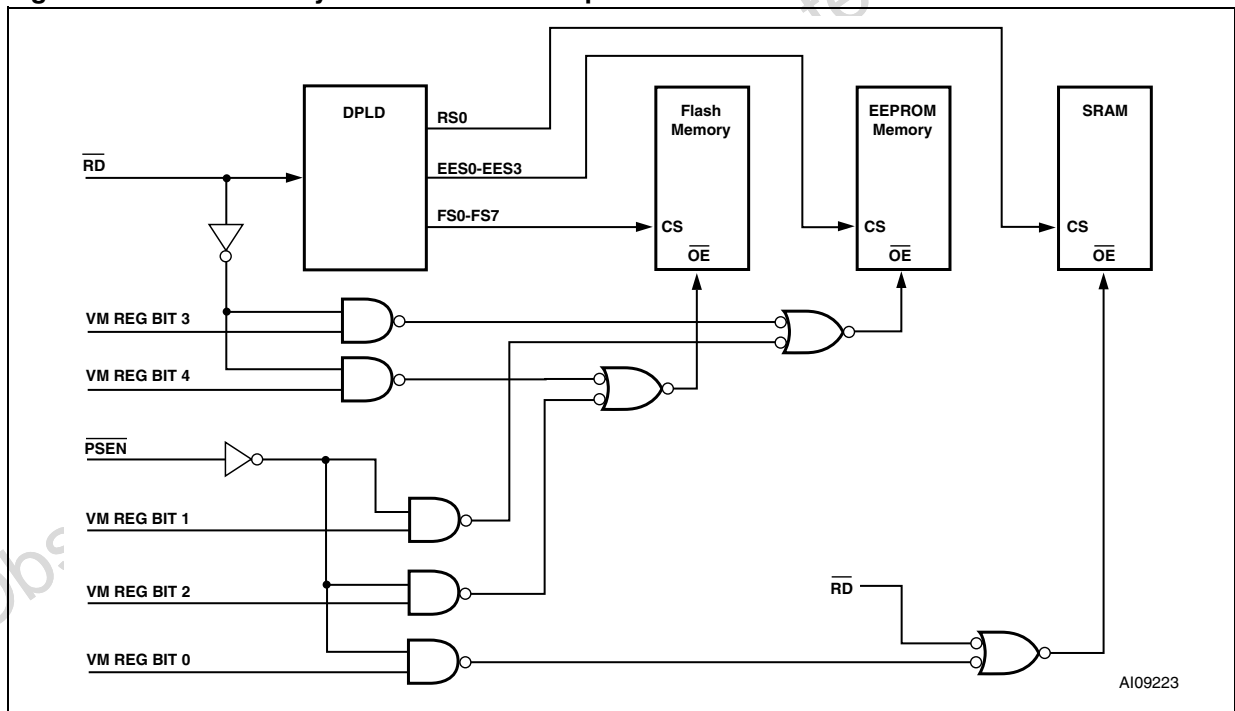 DPLD
RS0
EES0-EES3
FS0-FS7
RD
Flash
Memory
CS
OE
EEPROM
Memory
CS
OE
SRAM
CS
OE
VM REG BIT 3
VM REG BIT 4
PSEN
VM REG BIT 1
VM REG BIT 2
VM REG BIT 0
RD
AI09223